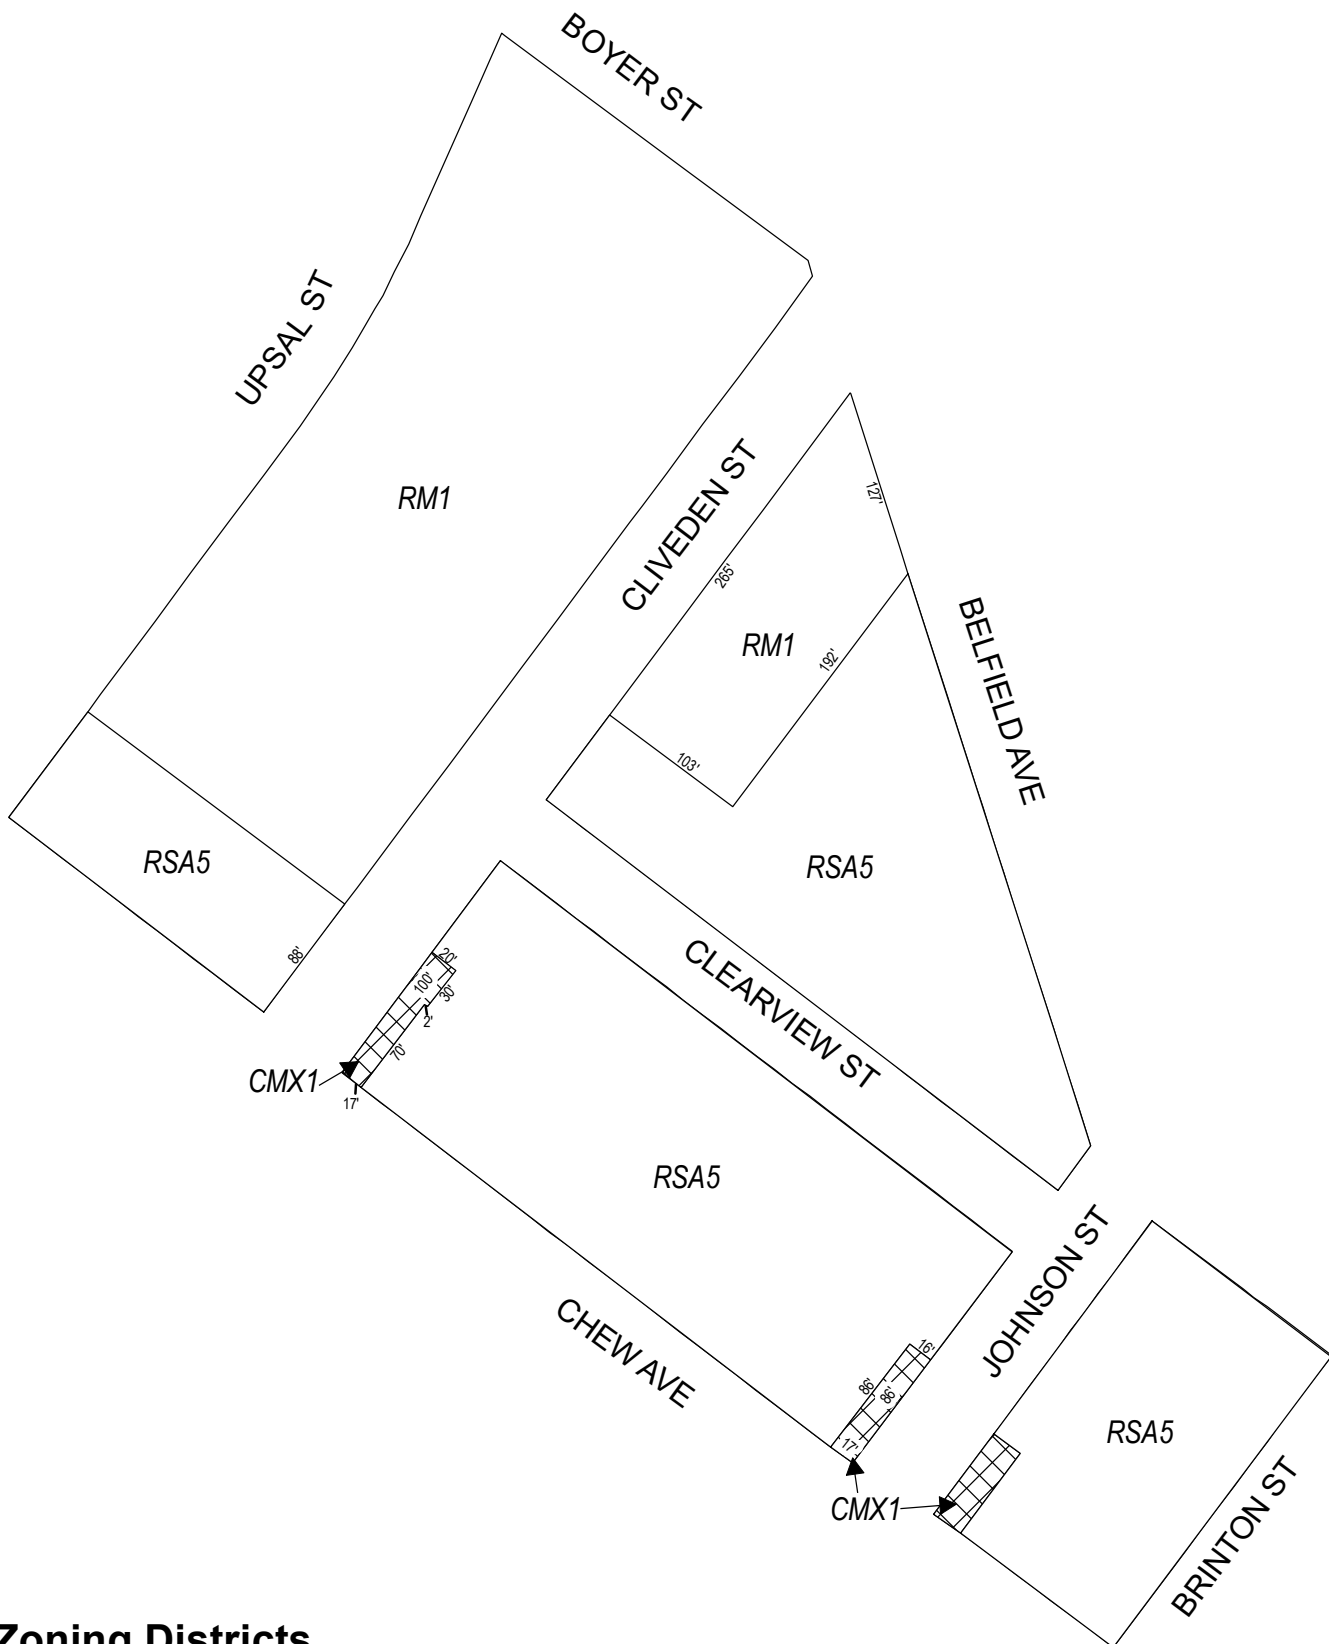 BOYER ST
UPSAL ST
RM1
127'
CLIVEDEN ST
265'
BELFIELD AVE
RM1
192'
103'
RSA5
RSA5
88'
20'
100'
30'
2'
70'
CLEARVIEW ST
CMX1
17'
RSA5
JOHNSON ST
CHEW AVE
16'
86'
86'
17'
RSA5
CMX1
BRINTON ST
Zoning Districts